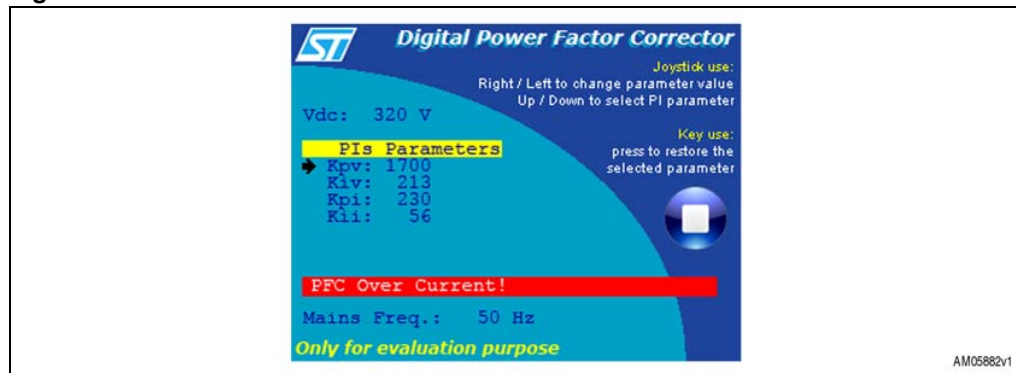 ST
Digital Power Factor Corrector
Joystick use:
Right / Left to change parameter value
Up / Down to select PI parameter
Vdc: 320 V
Key use:
press to restore the
selected parameter
PIs Parameters
Kpv: 1700
Kiv: 213
Kpi: 230
Kii: 56
PFC Over Current!
Mains Freq.: 50 Hz
Only for evaluation purpose
AM05882v1